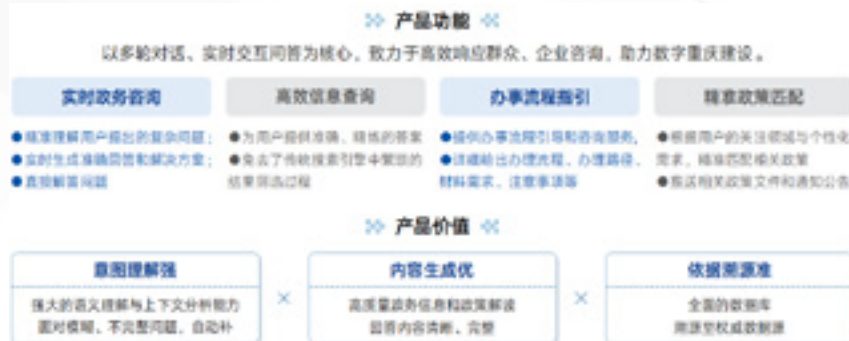 产品功能
以多轮对话、实时交互问答为核心，致力于高效响应群众、企业咨询，助力数字重庆建设。
实时政务咨询
高效信息查询
办事流程指引
精准政策匹配
●精准理解用户提出的复杂问题；
●实时生成准确回答和解决方案；
●直接解答问题
●为用户提供准确、精炼的答案
●免去了传统搜索引擎中繁琐的
结果筛选过程
●提供办事流程引导和咨询服务，
●详细给出办理流程、办理路径、
材料需求、注意事项等
●根据用户的关注领域与个性化
需求，精准匹配相关政策
●推送相关政策文件和通知公告
产品价值
意图理解强
强大的语义理解与上下文分析能力
面对模糊、不完整问题，自动补
×
内容生成优
高质量政务信息和政策解读
回答内容清晰、完整
×
依据溯源准
全面的数据库
溯源至权威数据源